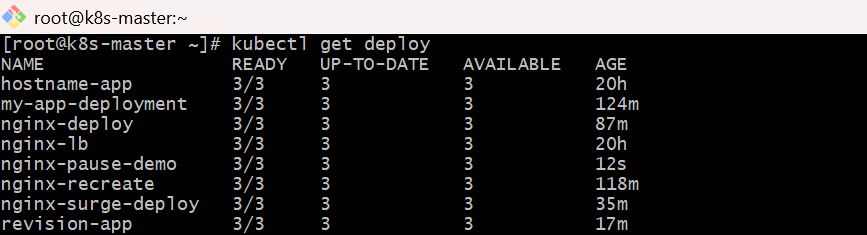 root@k8s-master:~
[root@k8s-master ~]# kubectl get deploy
NAME READY UP-TO-DATE AVAILABLE AGE
hostname-app 3/3 3 3 20h
my-app-deployment 3/3 3 3 124m
nginx-deploy 3/3 3 3 87m
nginx-lb 3/3 3 3 20h
nginx-pause-demo 3/3 3 3 12s
nginx-recreate 3/3 3 3 118m
nginx-surge-deploy 3/3 3 3 35m
revision-app 3/3 3 3 17m